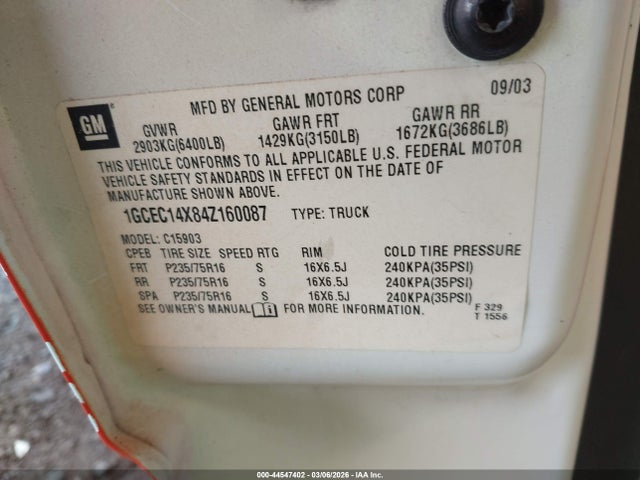 09/03
MFD BY GENERAL MOTORS CORP
GM
GVWR GAWR FRT GAWR RR
2903KG(6400LB) 1429KG(3150LB) 1672KG(3686LB)
THIS VEHICLE CONFORMS TO ALL APPLICABLE U.S. FEDERAL MOTOR
VEHICLE SAFETY STANDARDS IN EFFECT ON THE DATE OF
MANUFACTURE SHOWN ABOVE.
1GCEC14X84Z160087 TYPE: TRUCK
MODEL: C15903
CPEB TIRE SIZE SPEED RTG RIM COLD TIRE PRESSURE
FRT P235/75R16 S 16X6.5J 240KPA(35PSI)
RR P235/75R16 S 16X6.5J 240KPA(35PSI)
SPA P235/75R16 S 16X6.5J 240KPA(35PSI)
SEE OWNER'S MANUAL i FOR MORE INFORMATION.
F 329
T 1556
000-44547402 - 03/06/2026 - IAA Inc.